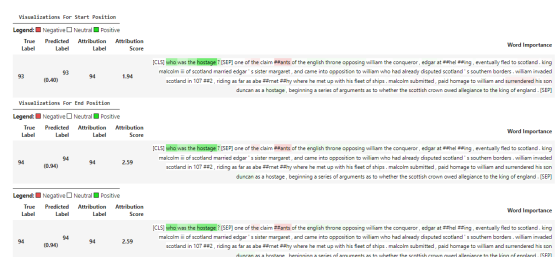 Visualizations For Start Position
Legend: Negative Neutral Positive
True Label Predicted Label Attribution Label Attribution Score Word Importance
93 93 (0.40) 94 1.94 [CLS] who was the hostage ? [SEP] one of the claim ##ants of the english throne opposing william the conqueror , edgar at ##hel ##ing , eventually fled to scotland . king
malcolm iii of scotland married edgar ' s sister margaret , and came into opposition to william who had already disputed scotland ' s southern borders . william invaded
scotland in 107 ##2 , riding as far as abe ##rnet ##hy where he met up with his fleet of ships . malcolm submitted , paid homage to william and surrendered his son
duncan as a hostage , beginning a series of arguments as to whether the scottish crown owed allegiance to the king of england . [SEP]
Visualizations For End Position
Legend: Negative Neutral Positive
True Label Predicted Label Attribution Label Attribution Score Word Importance
94 94 (0.94) 94 2.59 [CLS] who was the hostage ? [SEP] one of the claim ##ants of the english throne opposing william the conqueror , edgar at ##hel ##ing , eventually fled to scotland . king
malcolm iii of scotland married edgar ' s sister margaret , and came into opposition to william who had already disputed scotland ' s southern borders . william invaded
scotland in 107 ##2 , riding as far as abe ##rnet ##hy where he met up with his fleet of ships . malcolm submitted , paid homage to william and surrendered his son
duncan as a hostage , beginning a series of arguments as to whether the scottish crown owed allegiance to the king of england . [SEP]
Legend: Negative Neutral Positive
True Label Predicted Label Attribution Label Attribution Score Word Importance
94 94 (0.94) 94 2.59 [CLS] who was the hostage ? [SEP] one of the claim ##ants of the english throne opposing william the conqueror , edgar at ##hel ##ing , eventually fled to scotland . king
malcolm iii of scotland married edgar ' s sister margaret , and came into opposition to william who had already disputed scotland ' s southern borders . william invaded
scotland in 107 ##2 , riding as far as abe ##rnet ##hy where he met up with his fleet of ships . malcolm submitted , paid homage to william and surrendered his son
duncan as a hostage , beginning a series of arguments as to whether the scottish crown owed allegiance to the king of england . [SEP]